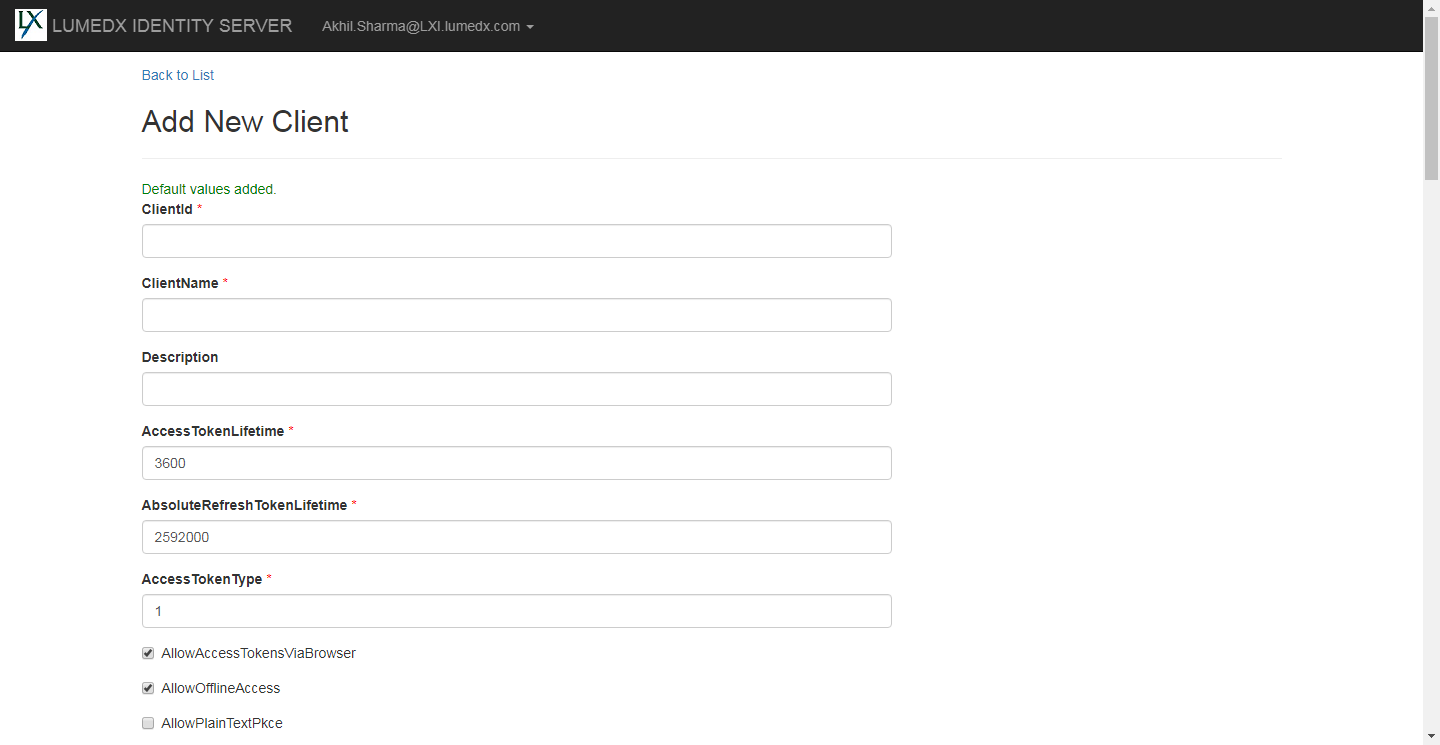 LX LUMEDX IDENTITY SERVER Akhil.Sharma@LXI.lumedx.com
Back to List
Add New Client
Default values added.
ClientId *
ClientName *
Description
AccessTokenLifetime *
3600
AbsoluteRefreshTokenLifetime *
2592000
AccessTokenType *
1
AllowAccessTokensViaBrowser
AllowOfflineAccess
AllowPlainTextPkce